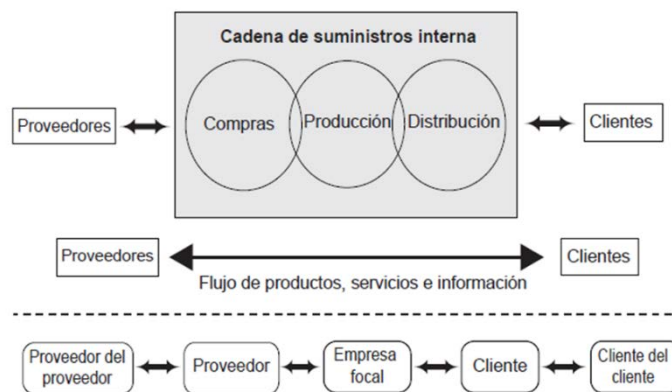 Cadena de suministros interna
Proveedores
Compras
Producción
Distribución
Clientes
Proveedores
Clientes
Flujo de productos, servicios e información
Proveedor del
proveedor
Proveedor
Empresa
focal
Cliente
Cliente del
cliente